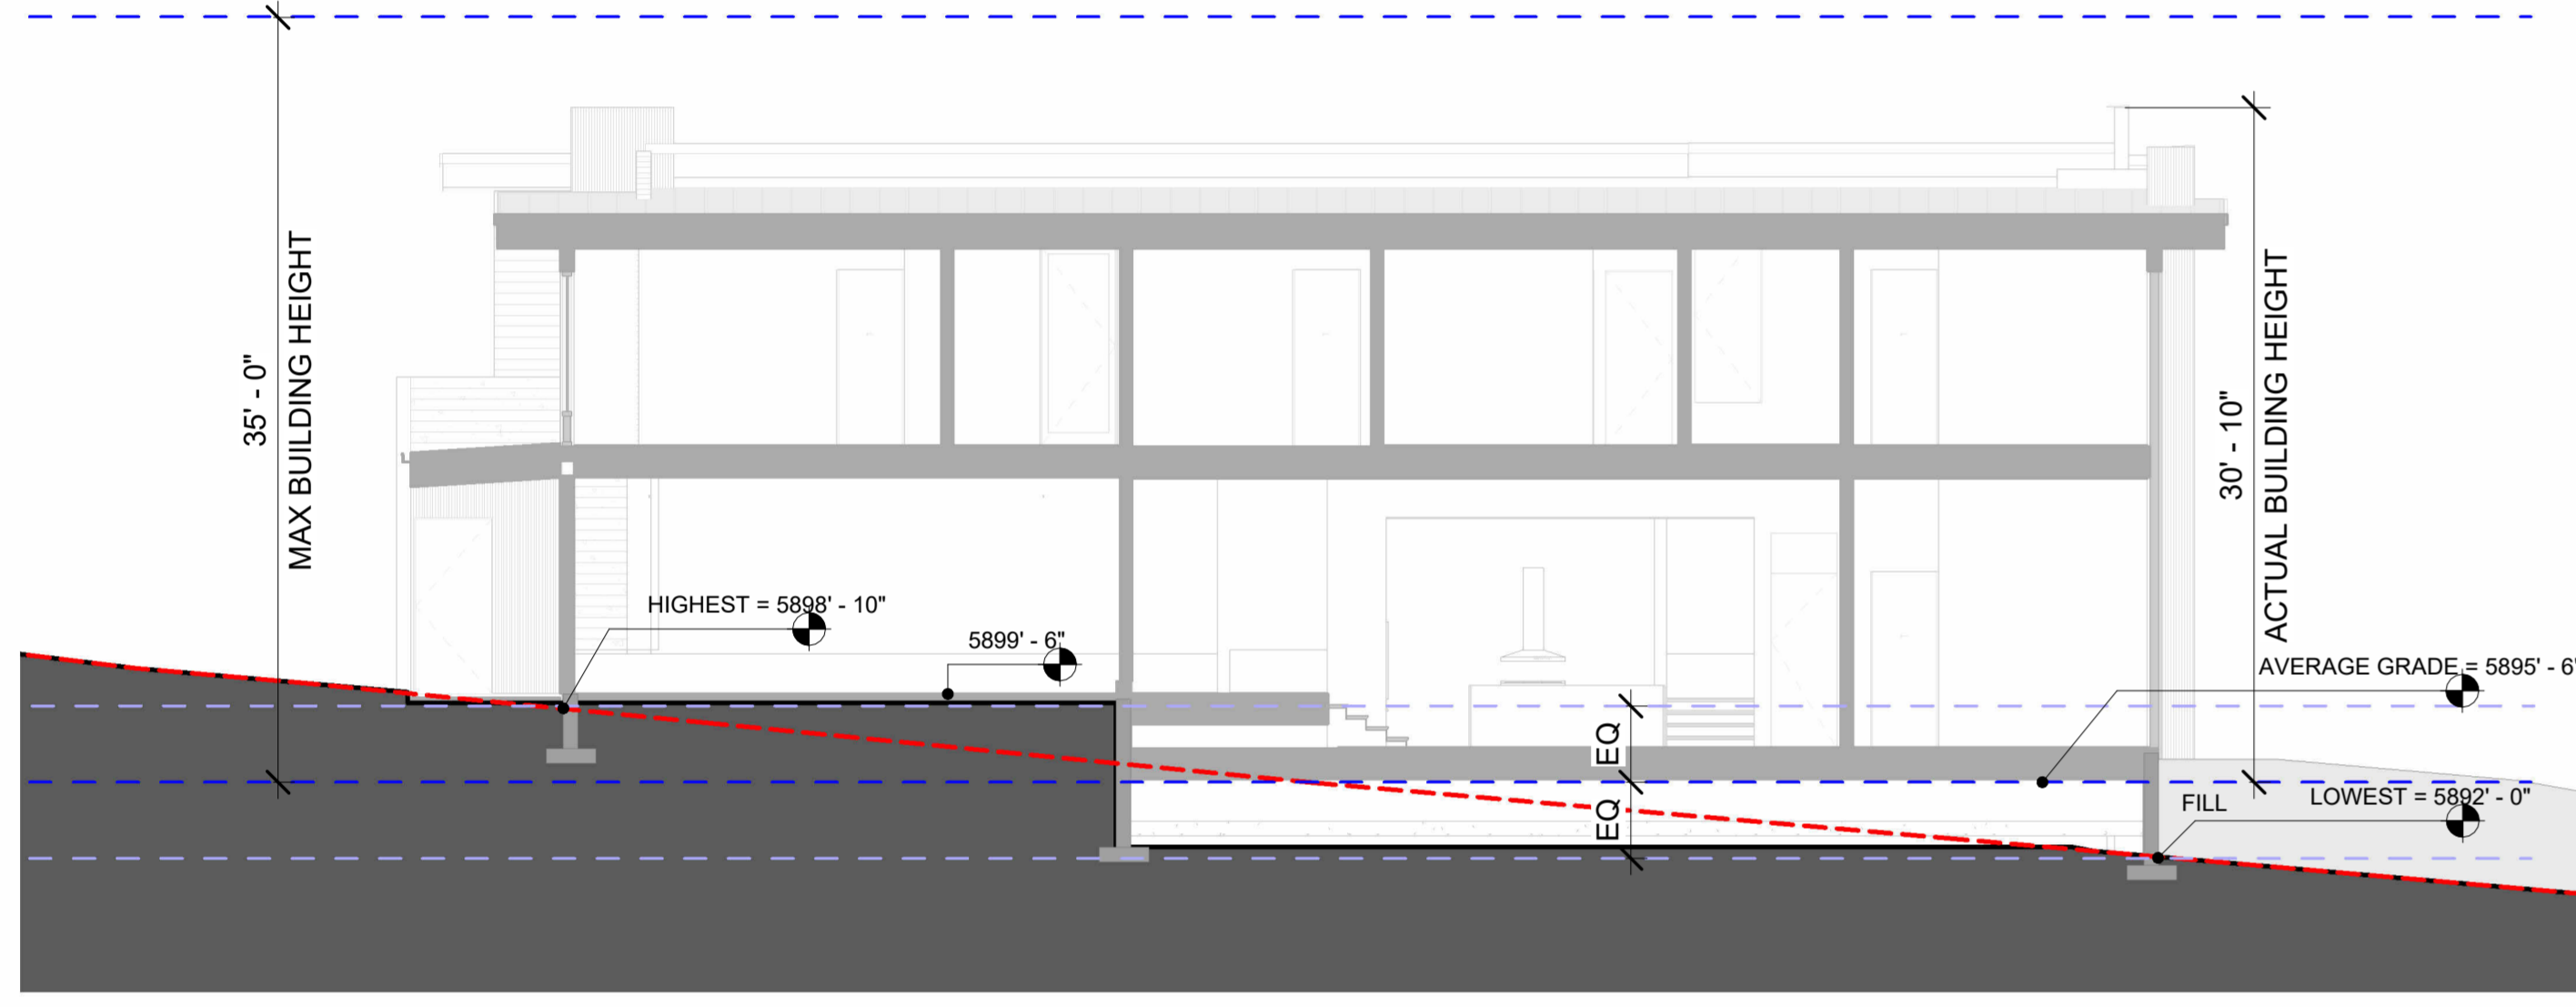 35' - 0"
MAX BUILDING HEIGHT
30' - 10"
ACTUAL BUILDING HEIGHT
HIGHEST = 5898' - 10"
5899' - 6"
AVERAGE GRADE = 5895' - 6"
EQ
EQ
FILL
LOWEST = 5892' - 0"